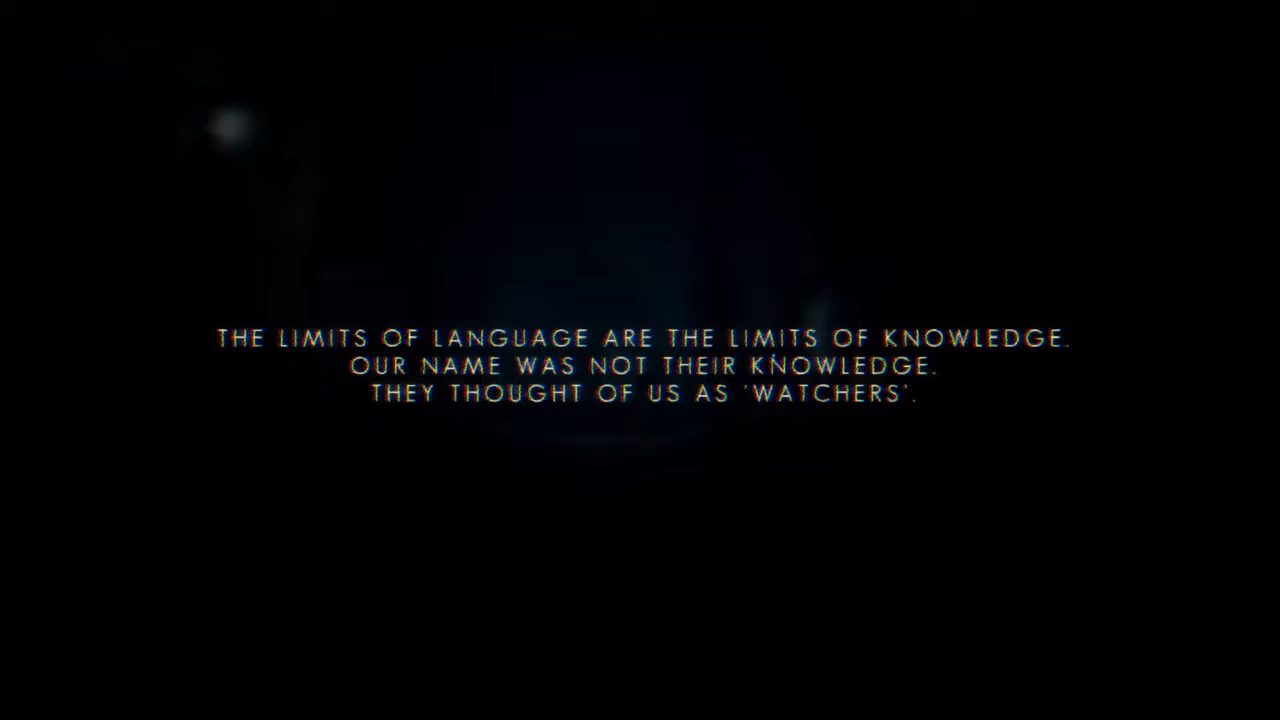 THE LIMITS OF LANGUAGE ARE THE LIMITS OF KNOWLEDGE.
OUR NAME WAS NOT THEIR KNOWLEDGE.
THEY THOUGHT OF US AS 'WATCHERS'.